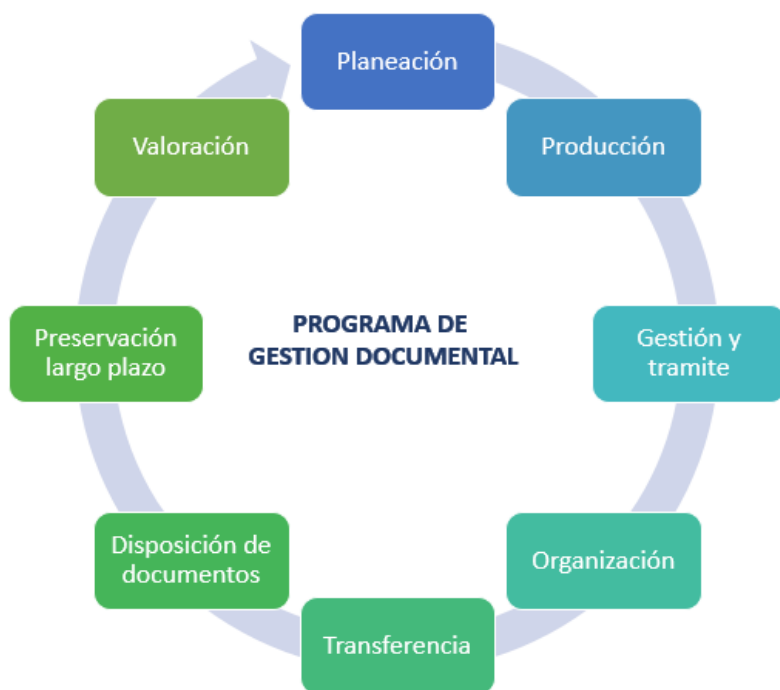 Planeación
Producción
Gestión y
tramite
Organización
Transferencia
Disposición de
documentos
Preservación
largo plazo
Valoración
PROGRAMA DE
GESTION DOCUMENTAL